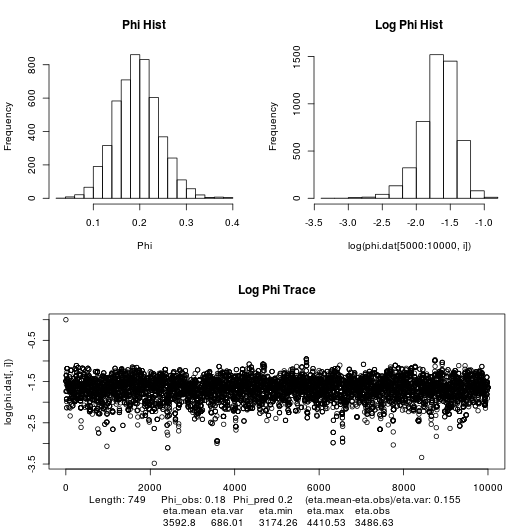 Phi Hist
Log Phi Hist
Frequency
0
200
400
600
800
0.1
0.2
0.3
0.4
Phi
Frequency
0
500
1000
1500
-3.5
-3.0
-2.5
-2.0
-1.5
-1.0
log(phi.dat[5000:10000, i])
Log Phi Trace
log(phi.dat[, i])
-3.5
-2.5
-1.5
-0.5
0
2000
4000
6000
8000
10000
Length: 749 Phi_obs: 0.18 Phi_pred 0.2 (eta.mean-eta.obs)/eta.var: 0.155
eta.mean eta.var eta.min eta.max eta.obs
3592.8 686.01 3174.26 4410.53 3486.63